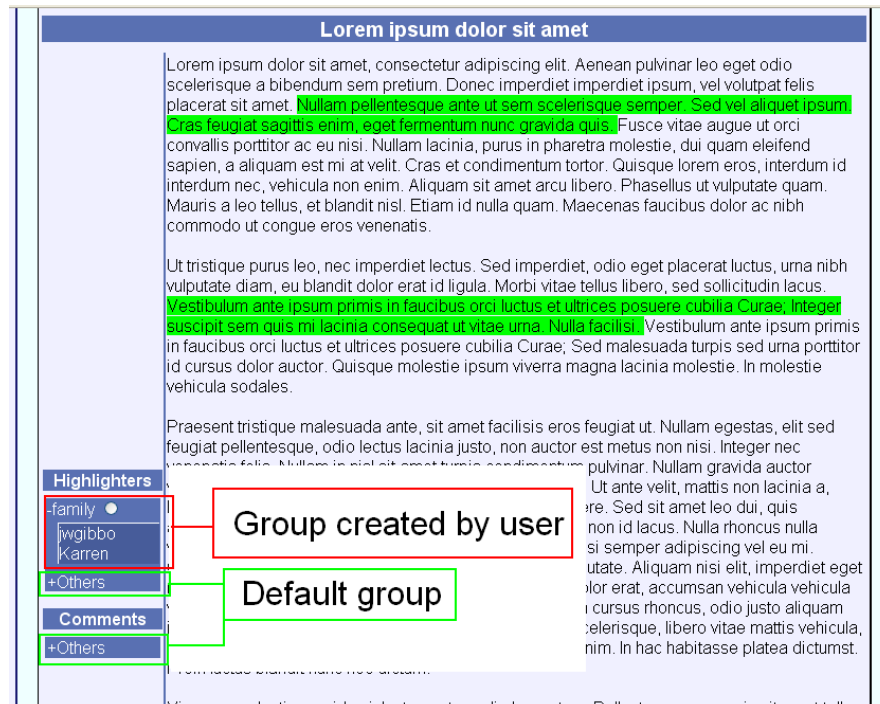 Lorem ipsum dolor sit amet
Lorem ipsum dolor sit amet, consectetur adipiscing elit. Aenean pulvinar leo eget odio
scelerisque a bibendum sem pretium. Donec imperdiet imperdiet ipsum, vel volutpat felis
placerat sit amet. Nullam pellentesque ante ut sem scelerisque semper. Sed vel aliquet ipsum.
Cras feugiat sagittis enim, eget fermentum nunc gravida quis. Fusce vitae augue ut orci
convallis porttitor ac eu nisi. Nullam lacinia, purus in pharetra molestie, dui quam eleifend
sapien, a aliquam est mi at velit. Cras et condimentum tortor. Quisque lorem eros, interdum id
interdum nec, vehicula non enim. Aliquam sit amet arcu libero. Phasellus ut vulputate quam.
Mauris a leo tellus, et blandit nisl. Etiam id nulla quam. Maecenas faucibus dolor ac nibh
commodo ut congue eros venenatis.
Ut tristique purus leo, nec imperdiet lectus. Sed imperdiet, odio eget placerat luctus, urna nibh
vulputate diam, eu blandit dolor erat id ligula. Morbi vitae tellus libero, sed sollicitudin lacus.
Vestibulum ante ipsum primis in faucibus orci luctus et ultrices posuere cubilia Curae; Integer
suscipit sem quis mi lacinia consequat ut vitae urna. Nulla facilisi. Vestibulum ante ipsum primis
in faucibus orci luctus et ultrices posuere cubilia Curae; Sed malesuada turpis sed urna porttitor
id cursus dolor auctor. Quisque molestie ipsum viverra magna lacinia molestie. In molestie
vehicula sodales.
Praesent tristique malesuada ante, sit amet facilisis eros feugiat ut. Nullam egestas, elit sed
feugiat pellentesque, odio lectus lacinia justo, non auctor est metus non nisi. Integer nec
pulvinar. Nullam gravida auctor
Ut ante velit, mattis non lacinia a,
ere. Sed sit amet leo dui, quis
non id lacus. Nulla rhoncus nulla
si semper adipiscing vel eu mi.
utate. Aliquam nisi elit, imperdiet eget
olor erat, accumsan vehicula vehicula
cursus rhoncus, odio justo aliquam
celerisque, libero vitae mattis vehicula,
nim. In hac habitasse platea dictumst.
Highlighters
-family
jwgibbo
Karren
+Others
Comments
+Others
Group created by user
Default group